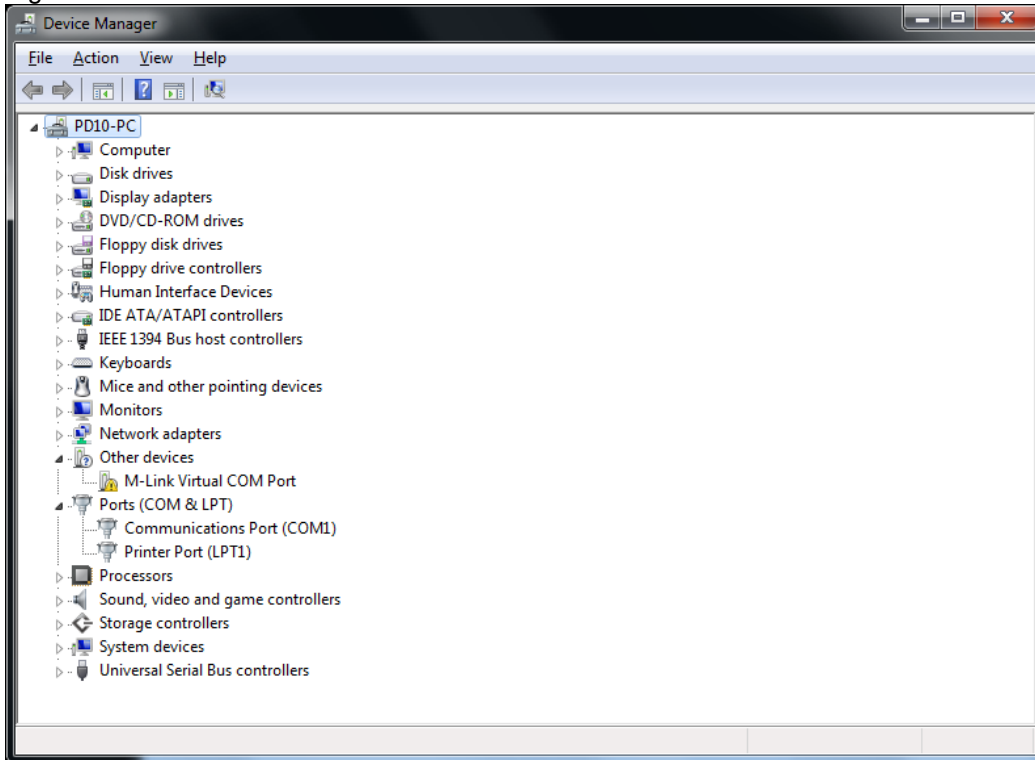 Device Manager
File Action View Help
PD10-PC
Computer
Disk drives
Display adapters
DVD/CD-ROM drives
Floppy disk drives
Floppy drive controllers
Human Interface Devices
IDE ATA/ATAPI controllers
IEEE 1394 Bus host controllers
Keyboards
Mice and other pointing devices
Monitors
Network adapters
Other devices
M-Link Virtual COM Port
Ports (COM & LPT)
Communications Port (COM1)
Printer Port (LPT1)
Processors
Sound, video and game controllers
Storage controllers
System devices
Universal Serial Bus controllers